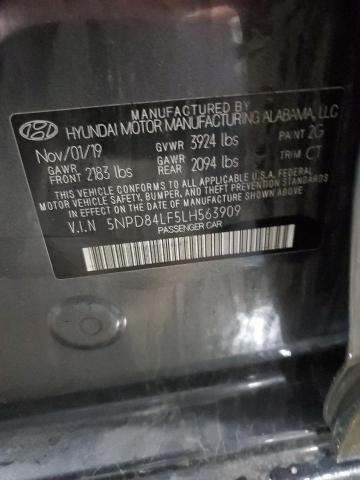 MANUFACTURED BY
HYUNDAI MOTOR MANUFACTURING ALABAMA, LLC
Nov/01/19 GVWR 3924 lbs PAINT 2G
GAWR FRONT 2183 lbs GAWR REAR 2094 lbs TRIM CT
THIS VEHICLE CONFORMS TO ALL APPLICABLE U.S.A. FEDERAL
MOTOR VEHICLE SAFETY, BUMPER, AND THEFT PREVENTION STANDARDS
IN EFFECT ON THE DATE OF MANUFACTURE SHOWN ABOVE.
V.I.N 5NPD84LF5LH563909
PASSENGER CAR